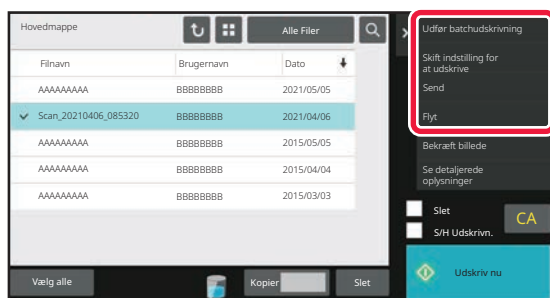 Hovedmappe
Alle Filer
Filnavn Brugernavn Dato
AAAAAAAAA BBBBBBBB 2021/05/05
Scan_20210406_085320 BBBBBBBB 2021/04/06
AAAAAAAAA BBBBBBBB 2015/05/05
AAAAAAAAA BBBBBBBB 2015/04/04
AAAAAAAAA BBBBBBBB 2015/03/03
Vælg alle
Kopier
Slet
Udfør batchudskrivning
Skift indstilling for
at udskrive
Send
Flyt
Bekræft billede
Se detaljerede
oplysninger
Slet
S/H Udskrivn.
CA
Udskriv nu